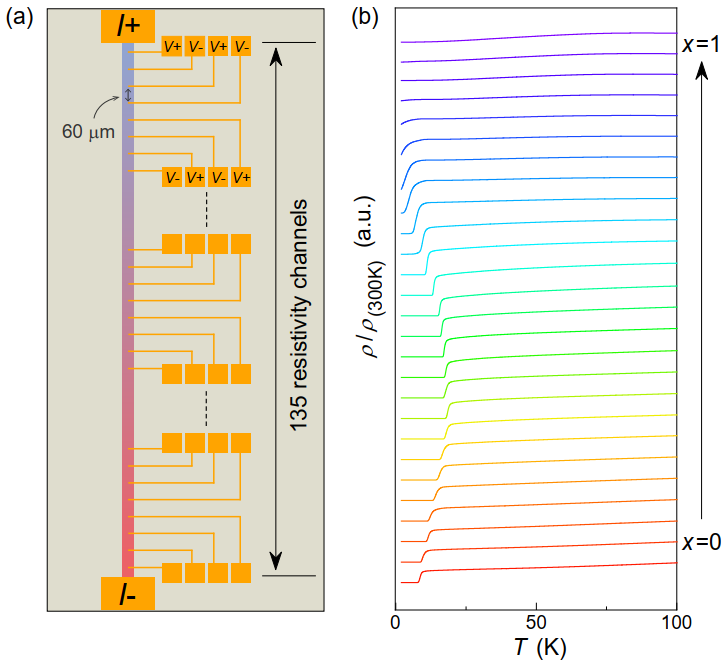 (a)
I+
V+ V- V+ V-
60 μm
V- V+ V- V+
135 resistivity channels
I-
(b)
x=1
ρ/ρ(300K) (a.u.)
x=0
0 50 100
T (K)